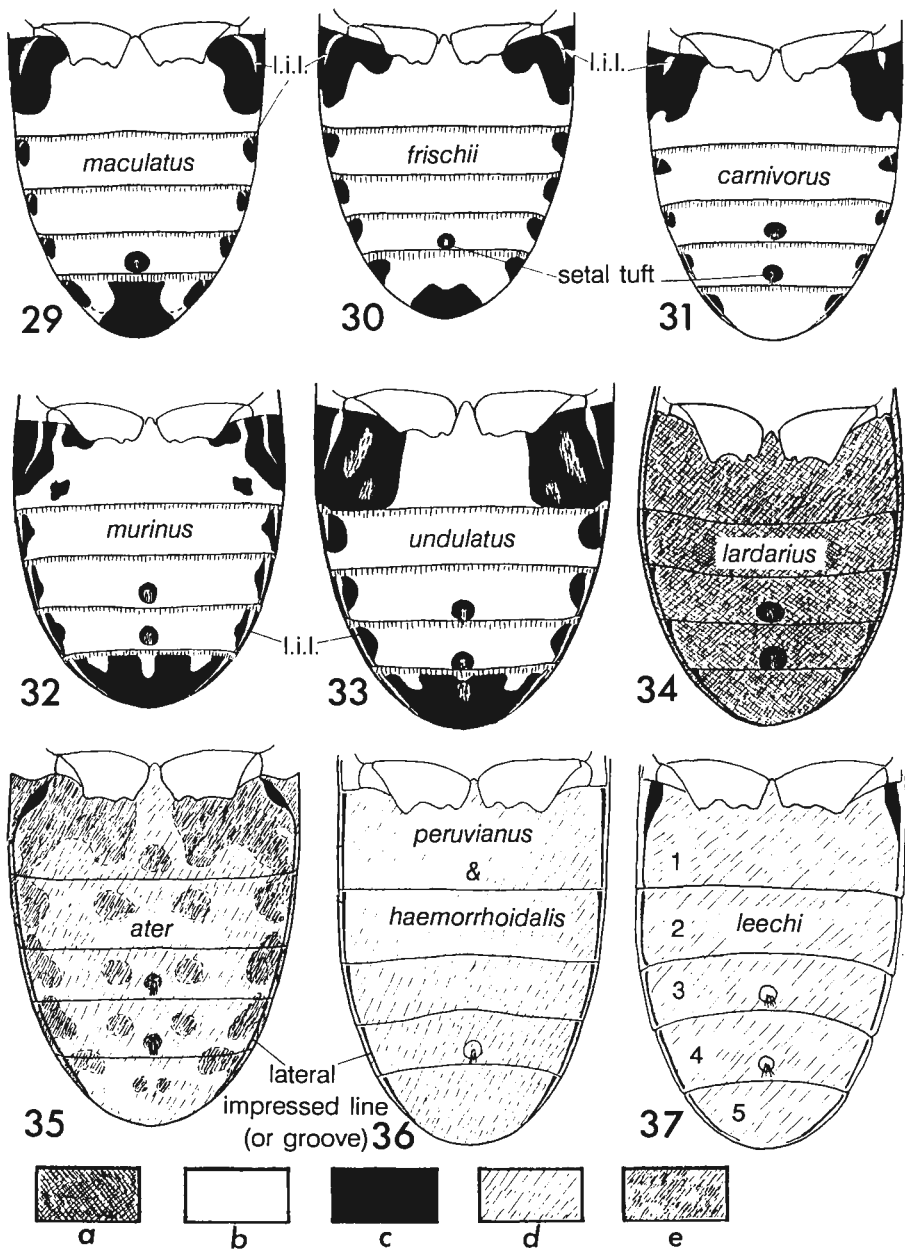 l.i.l.
l.i.l.
maculatus
frischii
carnivorus
setal tuft
29
30
31
murinus
undulatus
lardarius
l.i.l.
32
33
34
peruvianus
&
haemorrhoidalis
ater
1
2
leechi
3
4
5
lateral
impressed line
(or groove)
35
36
37
a
b
c
d
e